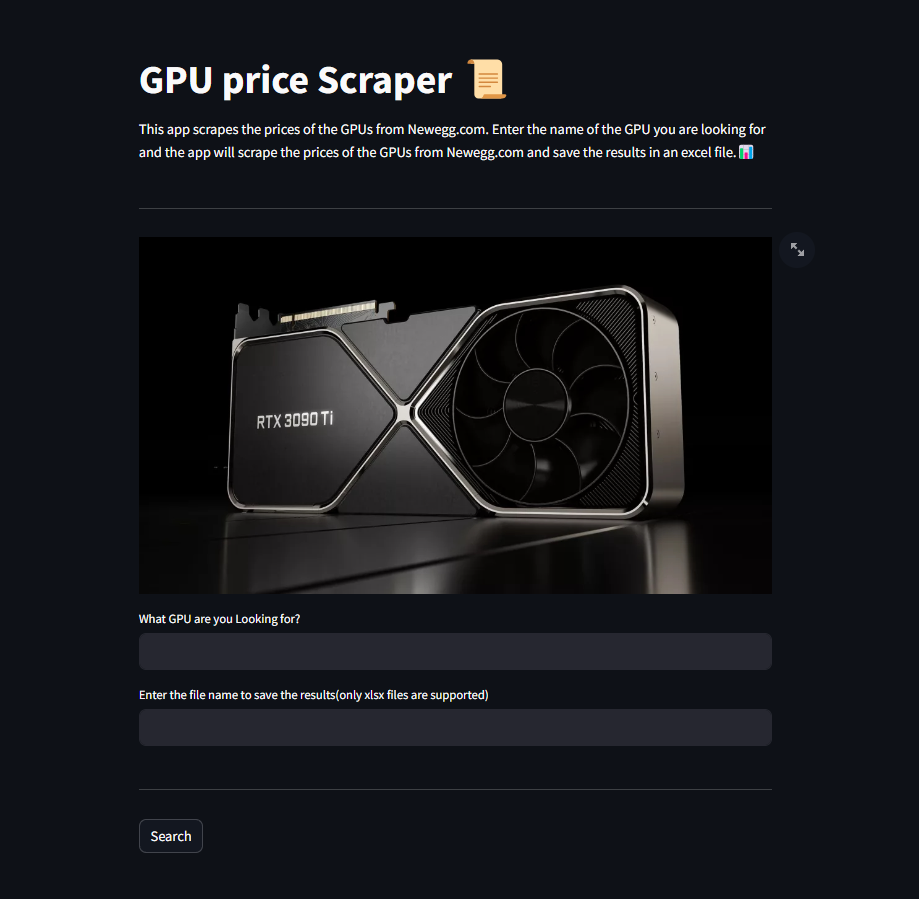 GPU price Scraper 📜
This app scrapes the prices of the GPUs from Newegg.com. Enter the name of the GPU you are looking for
and the app will scrape the prices of the GPUs from Newegg.com and save the results in an excel file. 📊
RTX 3090 Ti
What GPU are you Looking for?
Enter the file name to save the results(only xlsx files are supported)
Search